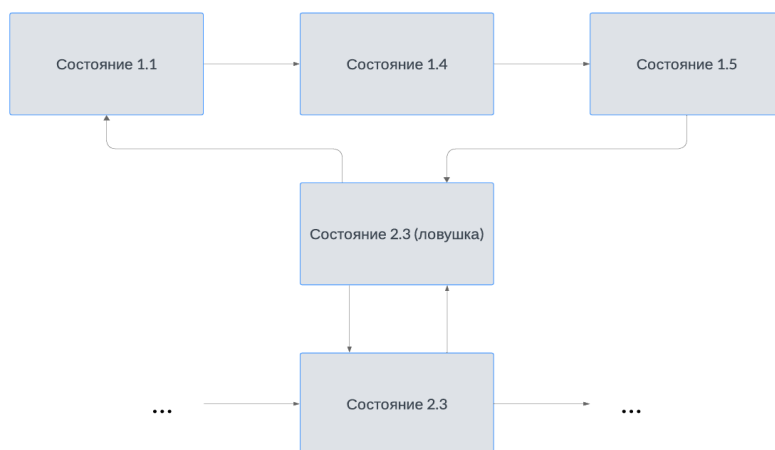 Состояние 1.1
Состояние 1.4
Состояние 1.5
Состояние 2.3 (ловушка)
... Состояние 2.3 ...